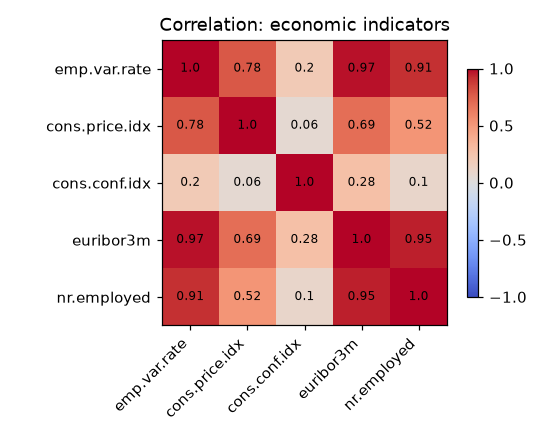 Correlation: economic indicators
emp.var.rate 1.0 0.78 0.2 0.97 0.91
cons.price.idx 0.78 1.0 0.06 0.69 0.52
cons.conf.idx 0.2 0.06 1.0 0.28 0.1
euribor3m 0.97 0.69 0.28 1.0 0.95
nr.employed 0.91 0.52 0.1 0.95 1.0
emp.var.rate cons.price.idx cons.conf.idx euribor3m nr.employed
1.0
0.5
0.0
−0.5
−1.0